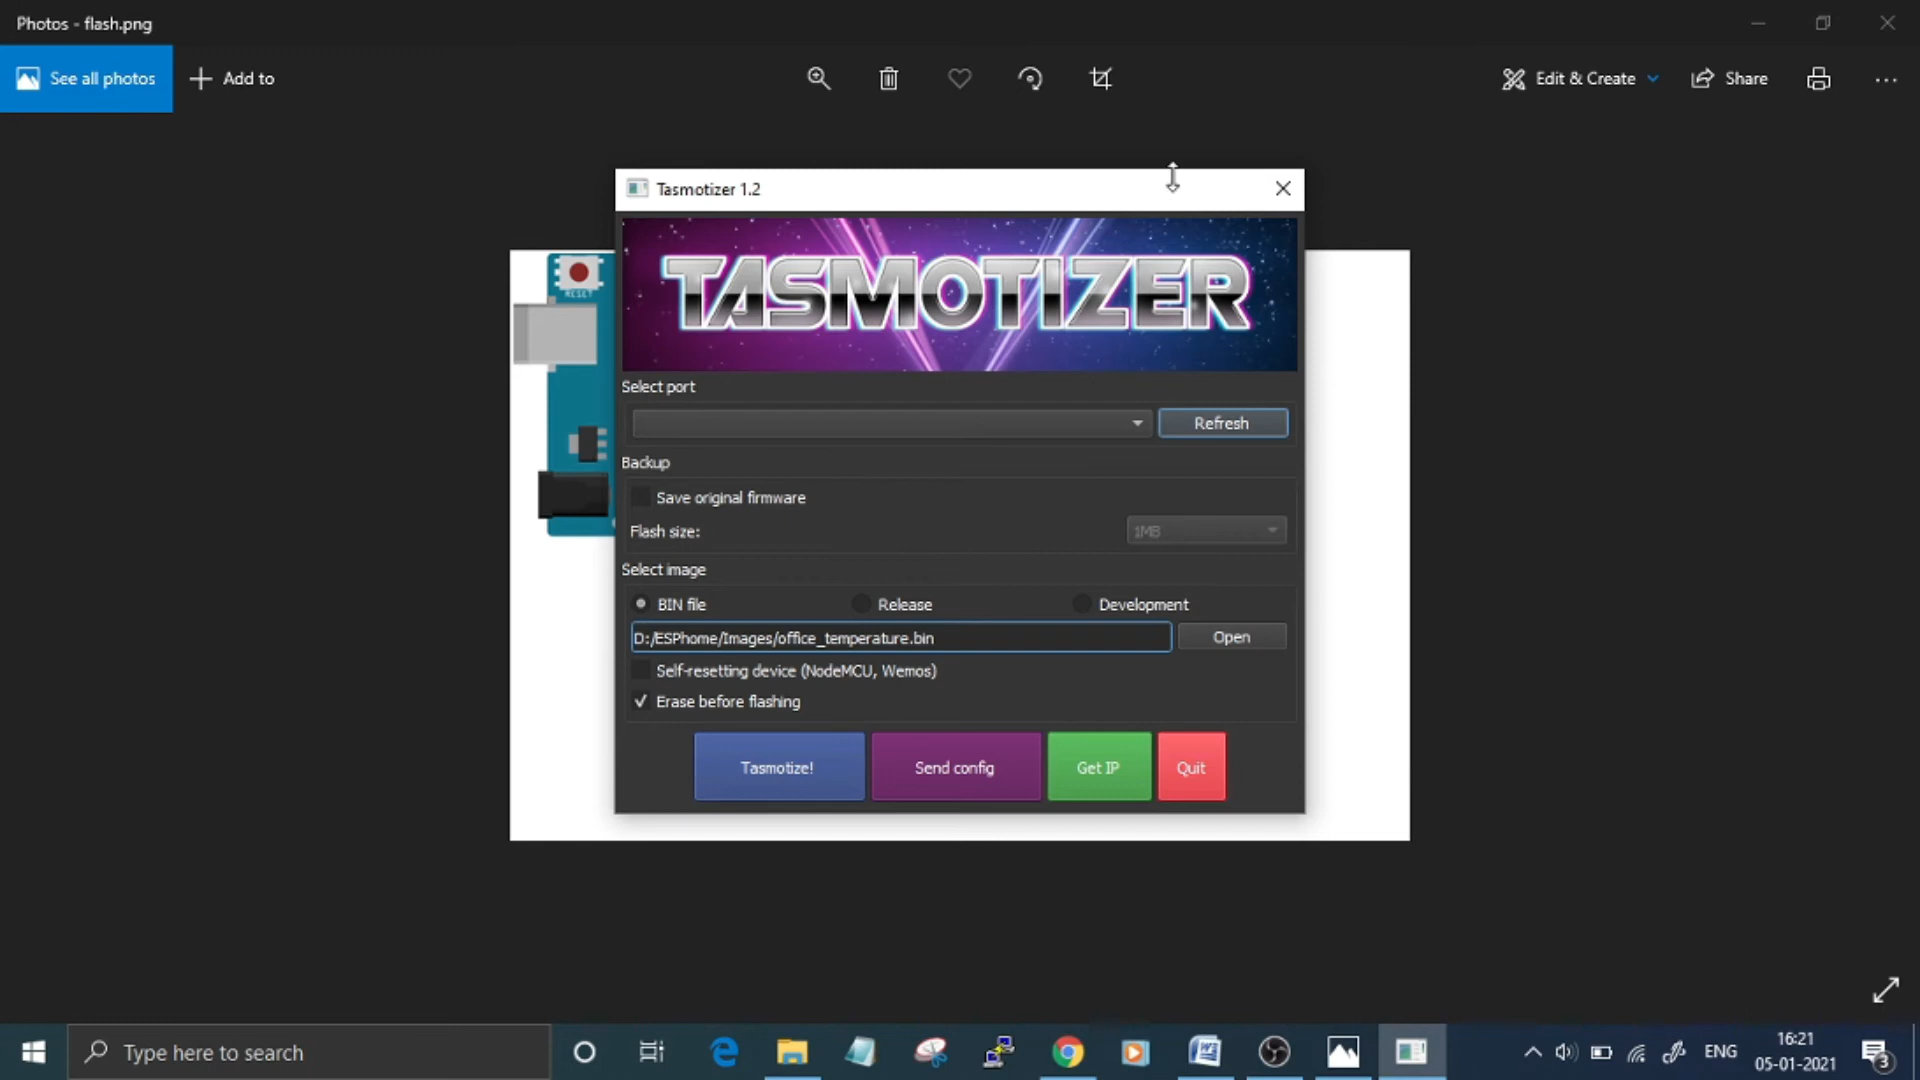 Photos - flash.png
See all photos
Add to
Edit & Create
Share
Tasmotizer 1.2
TASMOTIZER
RESET
Select port
Refresh
Backup
Save original firmware
Flash size:
1MB
Select image
BIN file
Release
Development
D:/ESPhome/Images/office_temperature.bin
Open
Self-resetting device (NodeMCU, Wemos)
Erase before flashing
Tasmotize!
Send config
Get IP
Quit
Type here to search
ENG
16:21
05-01-2021
3